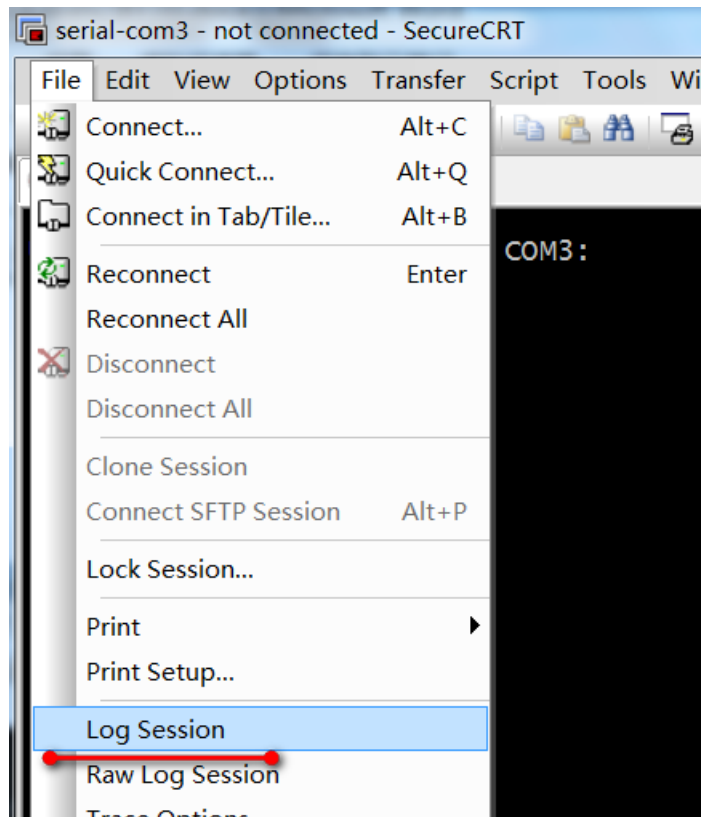 serial-com3 - not connected - SecureCRT
File Edit View Options Transfer Script Tools Wi
Connect... Alt+C
Quick Connect... Alt+Q
Connect in Tab/Tile... Alt+B
COM3:
Reconnect Enter
Reconnect All
Disconnect
Disconnect All
Clone Session
Connect SFTP Session Alt+P
Lock Session...
Print
Print Setup...
Log Session
Raw Log Session
Trace Options